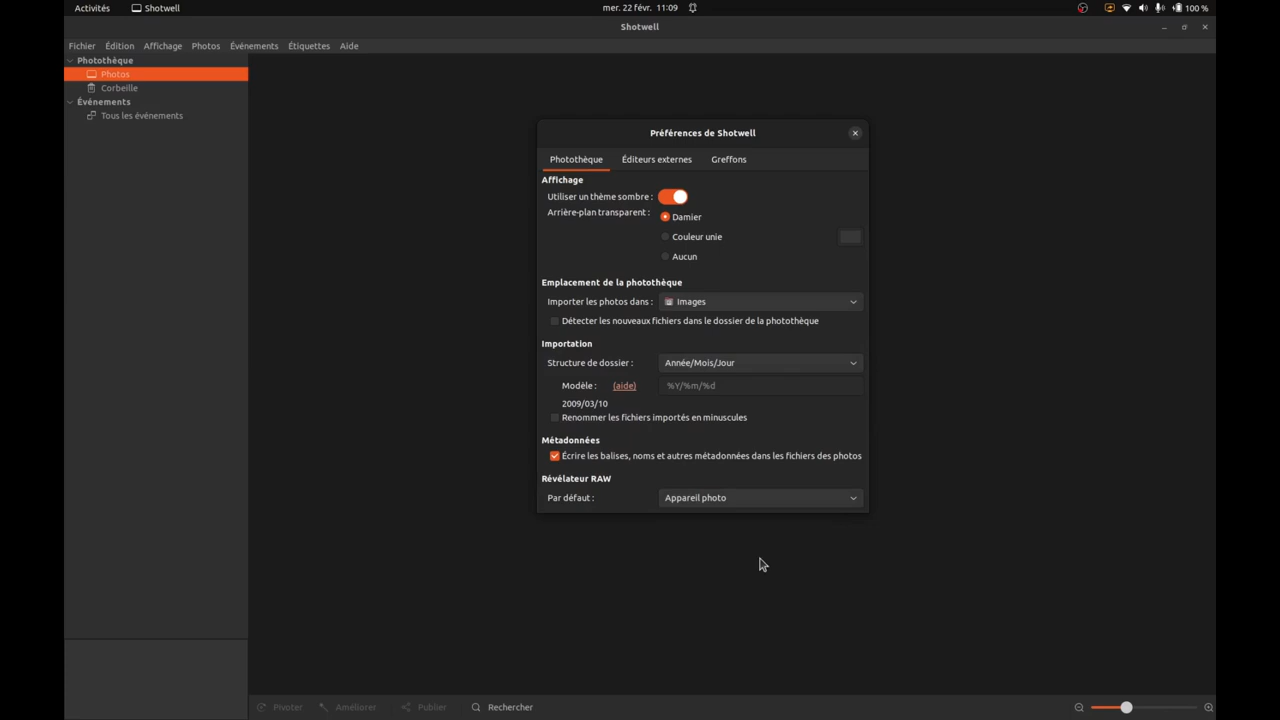 Activités Shotwell mer. 22 févr. 11:09 100 %
Shotwell
Fichier Édition Affichage Photos Événements Étiquettes Aide
Photothèque
Photos
Corbeille
Événements
Tous les événements
Préférences de Shotwell
Photothèque Éditeurs externes Greffons
Affichage
Utiliser un thème sombre :
Arrière-plan transparent : Damier
Couleur unie
Aucun
Emplacement de la photothèque
Importer les photos dans : Images
Détecter les nouveaux fichiers dans le dossier de la photothèque
Importation
Structure de dossier : Année/Mois/Jour
Modèle : (aide) %Y/%m/%d
2009/03/10
Renommer les fichiers importés en minuscules
Métadonnées
Écrire les balises, noms et autres métadonnées dans les fichiers des photos
Révélateur RAW
Par défaut : Appareil photo
Pivoter Améliorer Publier Rechercher